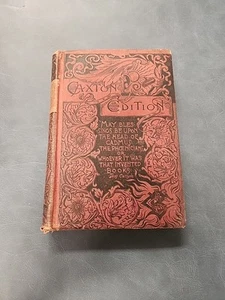 CAXTON
EDITION
MAY BLES
INGS BE UPON
THE HEAD OF
CADMUS
THE PHOENICIANS
OR
WHOEVER IT WAS
THAT INVENTED
BOOKS